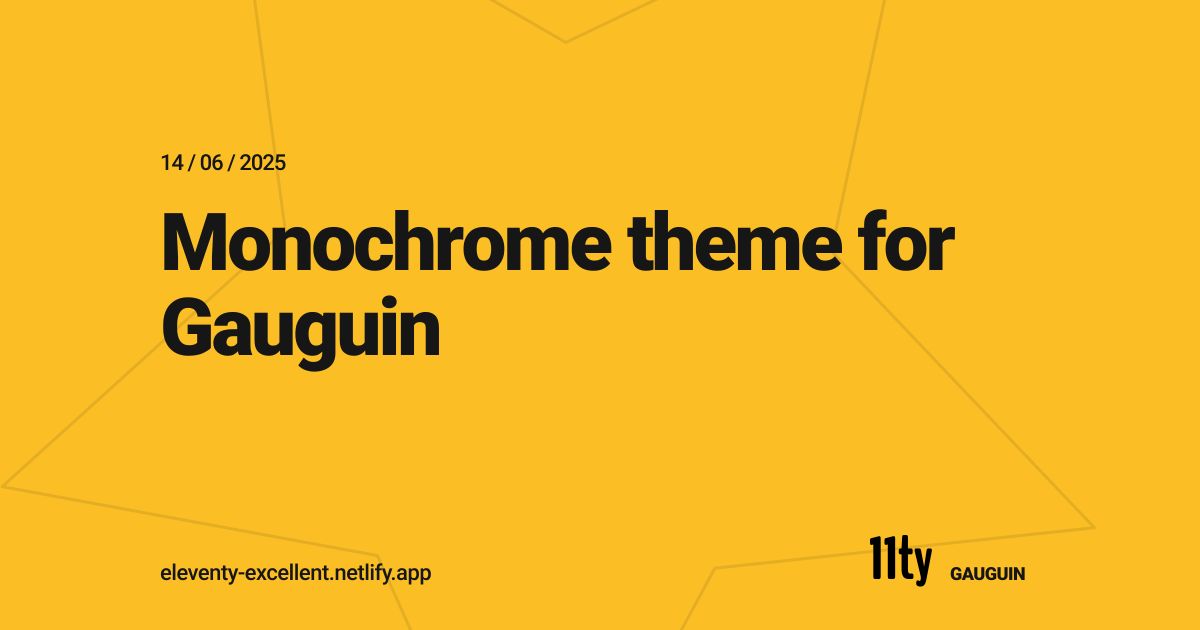 14 / 06 / 2025
Monochrome theme for
Gauguin
eleventy-excellent.netlify.app
11ty GAUGUIN